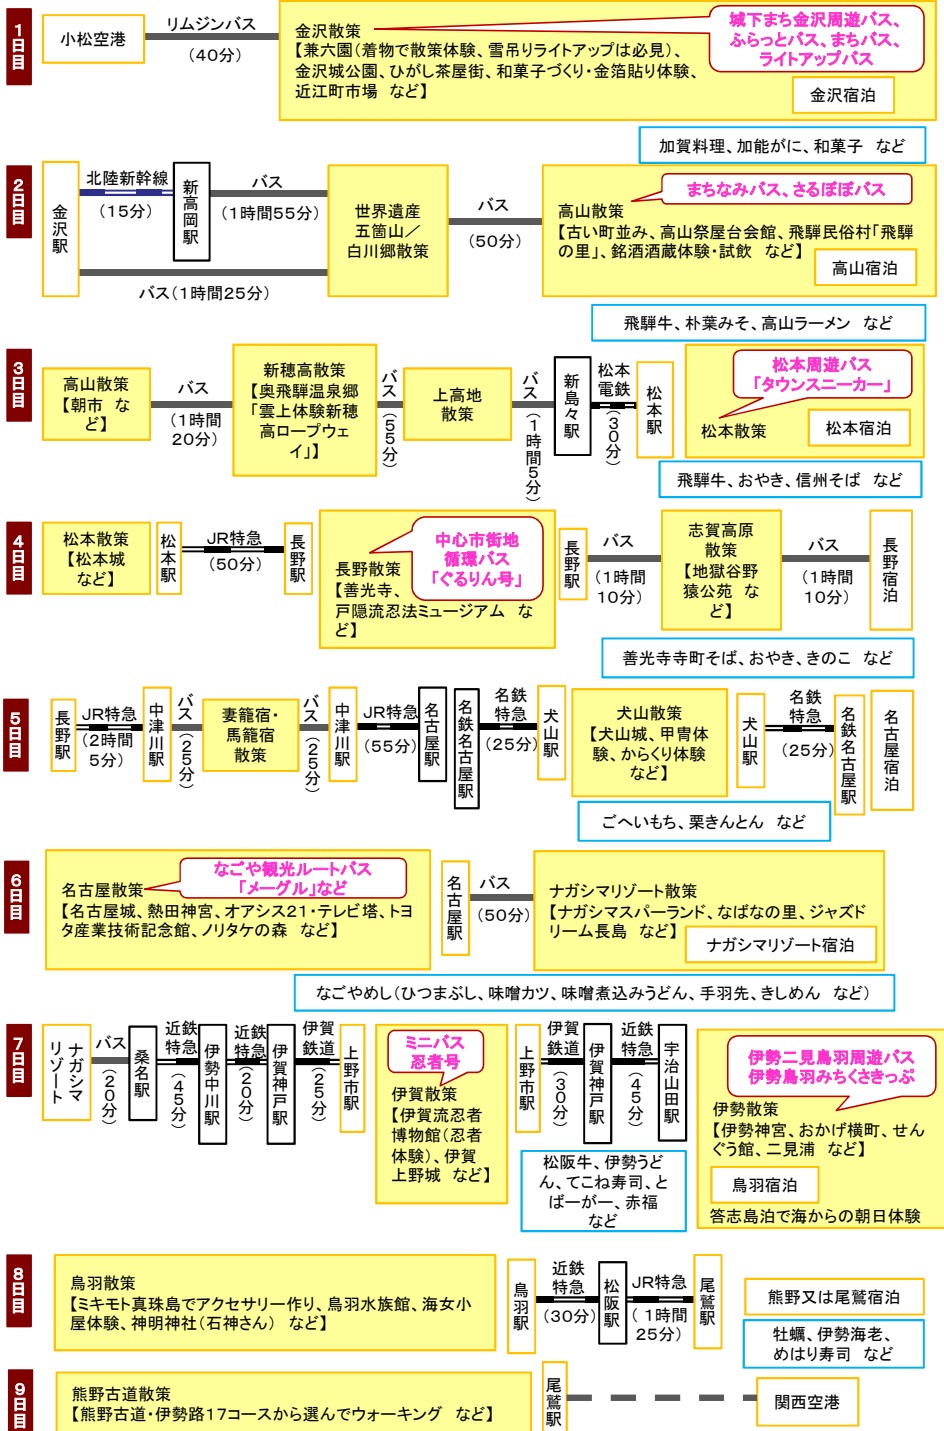 1日目
小松空港
リムジンバス
(40分)
金沢散策
【兼六園(着物で散策体験、雪吊りライトアップは必見)、
金沢城公園、ひがし茶屋街、和菓子づくり・金箔貼り体験、
近江町市場 など】
城下まち金沢周遊バス、
ふらっとバス、まちバス、
ライトアップバス
金沢宿泊
加賀料理、加能がに、和菓子 など
2日目
金沢駅
北陸新幹線
(15分)
新高岡駅
バス
(1時間55分)
バス(1時間25分)
世界遺産
五箇山/
白川郷散策
バス
(50分)
まちなみバス、さるぼぼバス
高山散策
【古い町並み、高山祭屋台会館、飛騨民俗村「飛騨
の里」、銘酒酒蔵体験・試飲 など】
高山宿泊
飛騨牛、朴葉みそ、高山ラーメン など
3日目
高山散策
【朝市 な
ど】
バス
(1時間
20分)
新穂高散策
【奥飛騨温泉郷
「雲上体験新穂
高ロープウェ
イ」】
バス
(55分)
上高地
散策
バス
(1時間5分)
新島々駅
松本
電鉄
(30分)
松本駅
松本周遊バス
「タウンスニーカー」
松本散策
松本宿泊
飛騨牛、おやき、信州そば など
4日目
松本散策
【松本城
など】
松本駅
JR特急
(50分)
長野駅
中心市街地
循環バス
「ぐるりん号」
長野散策
【善光寺、
戸隠流忍法ミュージアム な
ど】
長野駅
バス
(1時間
10分)
志賀高原
散策
【地獄谷野
猿公苑 な
ど】
バス
(1時間
10分)
長野宿泊
善光寺寺町そば、おやき、きのこ など
5日目
長野駅
JR特急
(2時間
5分)
中津川駅
バス
(25分)
妻籠宿・
馬籠宿
散策
バス
(25分)
中津川駅
JR特急
(55分)
名古屋駅
名鉄名古屋駅
名鉄
特急
(25分)
犬山駅
犬山散策
【犬山城、甲冑体
験、からくり体験
など】
犬山駅
名鉄
特急
(25分)
名鉄名古屋駅
名古屋宿泊
ごへいもち、栗きんとん など
6日目
なごや観光ルートバス
「メーグル」など
名古屋散策
【名古屋城、熱田神宮、オアシス21・テレビ塔、トヨ
タ産業技術記念館、ノリタケの森 など】
名古屋駅
バス
(50分)
ナガシマリゾート散策
【ナガシマスパーランド、なばなの里、ジャズド
リーム長島 など】
ナガシマリゾート宿泊
なごやめし(ひつまぶし、味噌カツ、味噌煮込みうどん、手羽先、きしめん など)
7日目
ナガシマ
リゾート
バス
(20分)
桑名駅
近鉄
特急
(45分)
伊勢中川駅
近鉄
特急
(20分)
伊賀神戸駅
伊賀
鉄道
(25分)
上野市駅
ミニバス
忍者号
伊賀散策
【伊賀流忍者
博物館(忍者
体験)、伊賀
上野城 など】
上野市駅
伊賀
鉄道
(30分)
伊賀神戸駅
近鉄
特急
(45分)
宇治山田駅
松阪牛、伊勢うど
ん、てこね寿司、と
ばーがー、赤福
など
伊勢二見鳥羽周遊バス
伊勢鳥羽みちくさきっぷ
伊勢散策
【伊勢神宮、おかげ横町、せん
ぐう館、二見浦 など】
鳥羽宿泊
答志島泊で海からの朝日体験
8日目
鳥羽散策
【ミキモト真珠島でアクセサリー作り、鳥羽水族館、海女小
屋体験、神明神社(石神さん) など】
鳥羽駅
近鉄
特急
(30分)
松阪駅
JR特急
(1時間
25分)
尾鷲駅
熊野又は尾鷲宿泊
牡蠣、伊勢海老、
めはり寿司 など
9日目
熊野古道散策
【熊野古道・伊勢路17コースから選んでウォーキング など】
尾鷲駅
関西空港